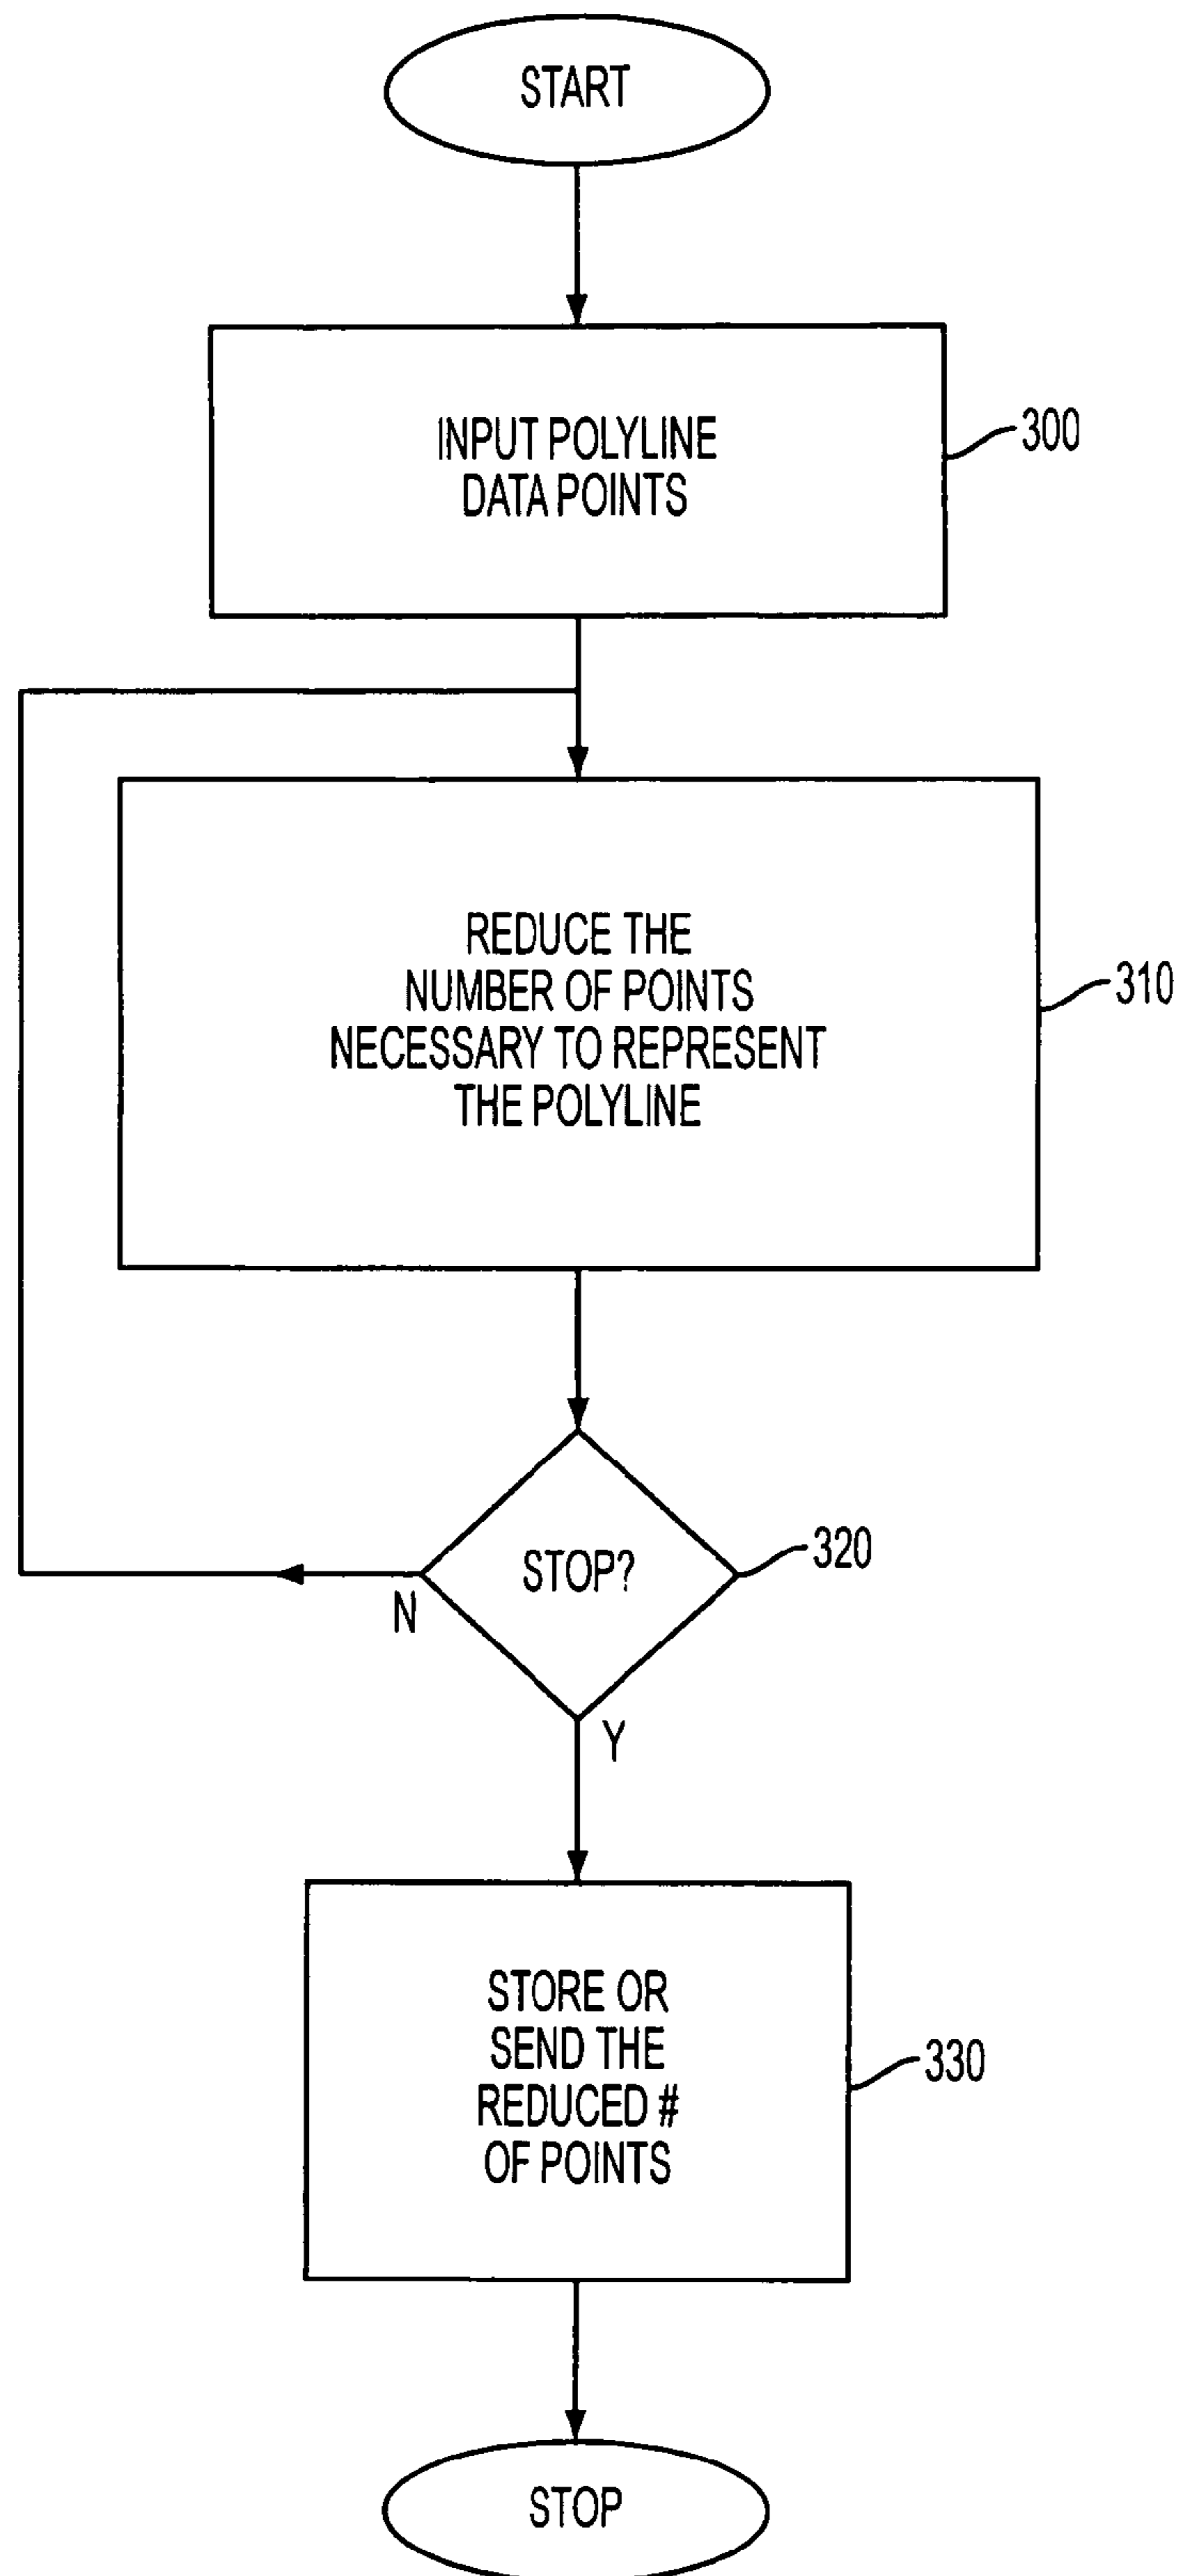 START
INPUT POLYLINE
DATA POINTS
300
REDUCE THE
NUMBER OF POINTS
NECESSARY TO REPRESENT
THE POLYLINE
310
STOP?
320
N
Y
STORE OR
SEND THE
REDUCED #
OF POINTS
330
STOP